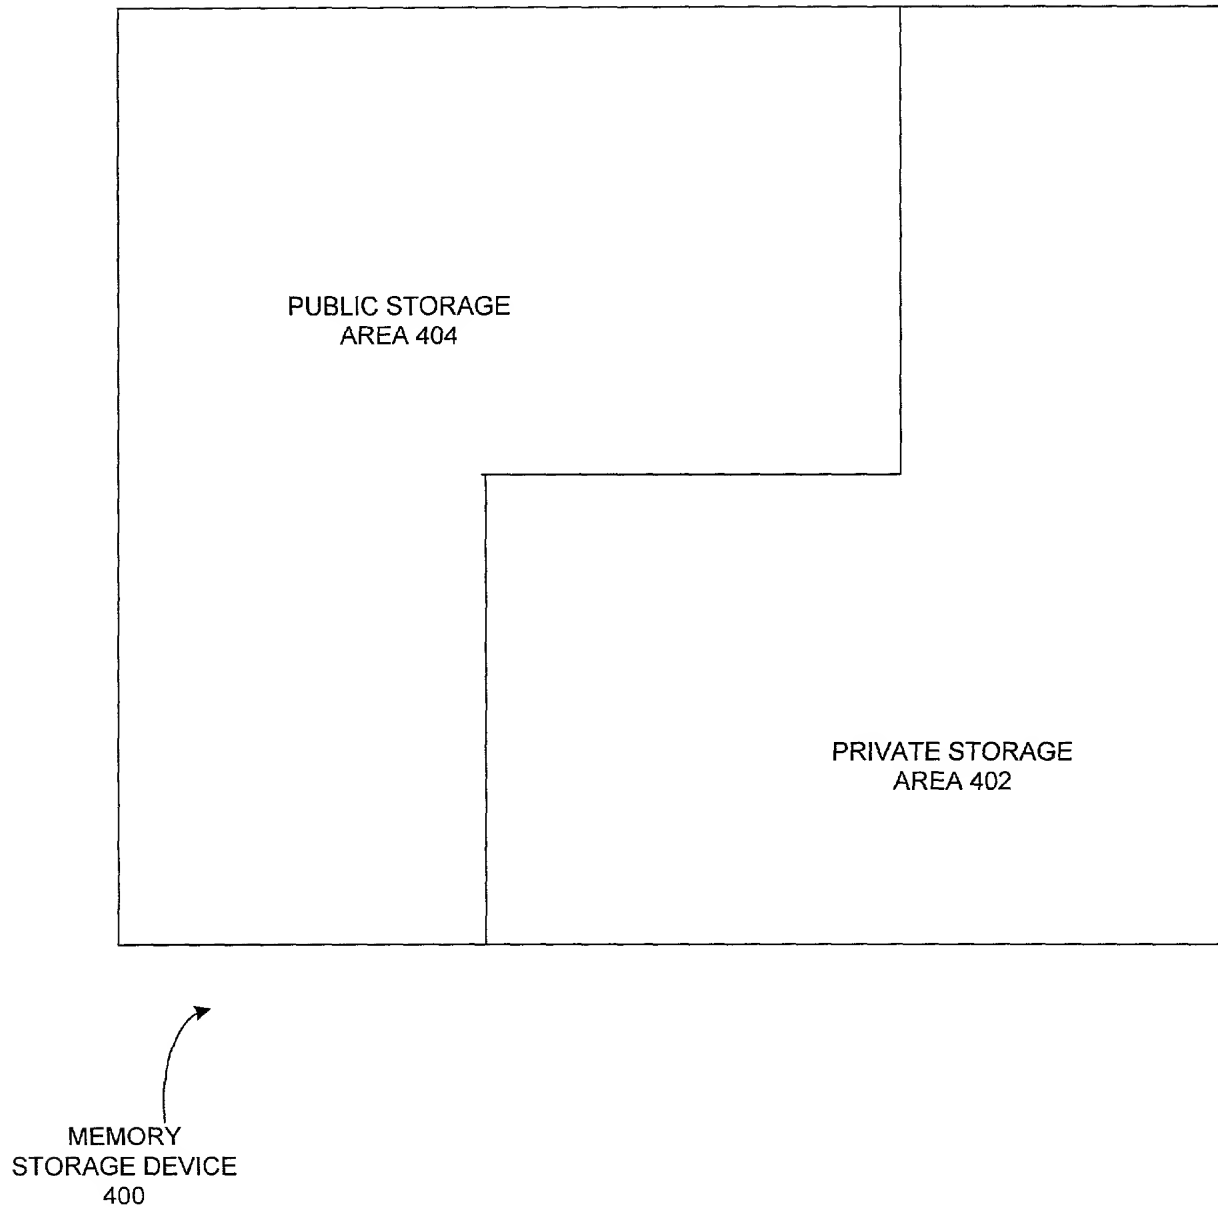 PUBLIC STORAGE
AREA 404
PRIVATE STORAGE
AREA 402
MEMORY
STORAGE DEVICE
400